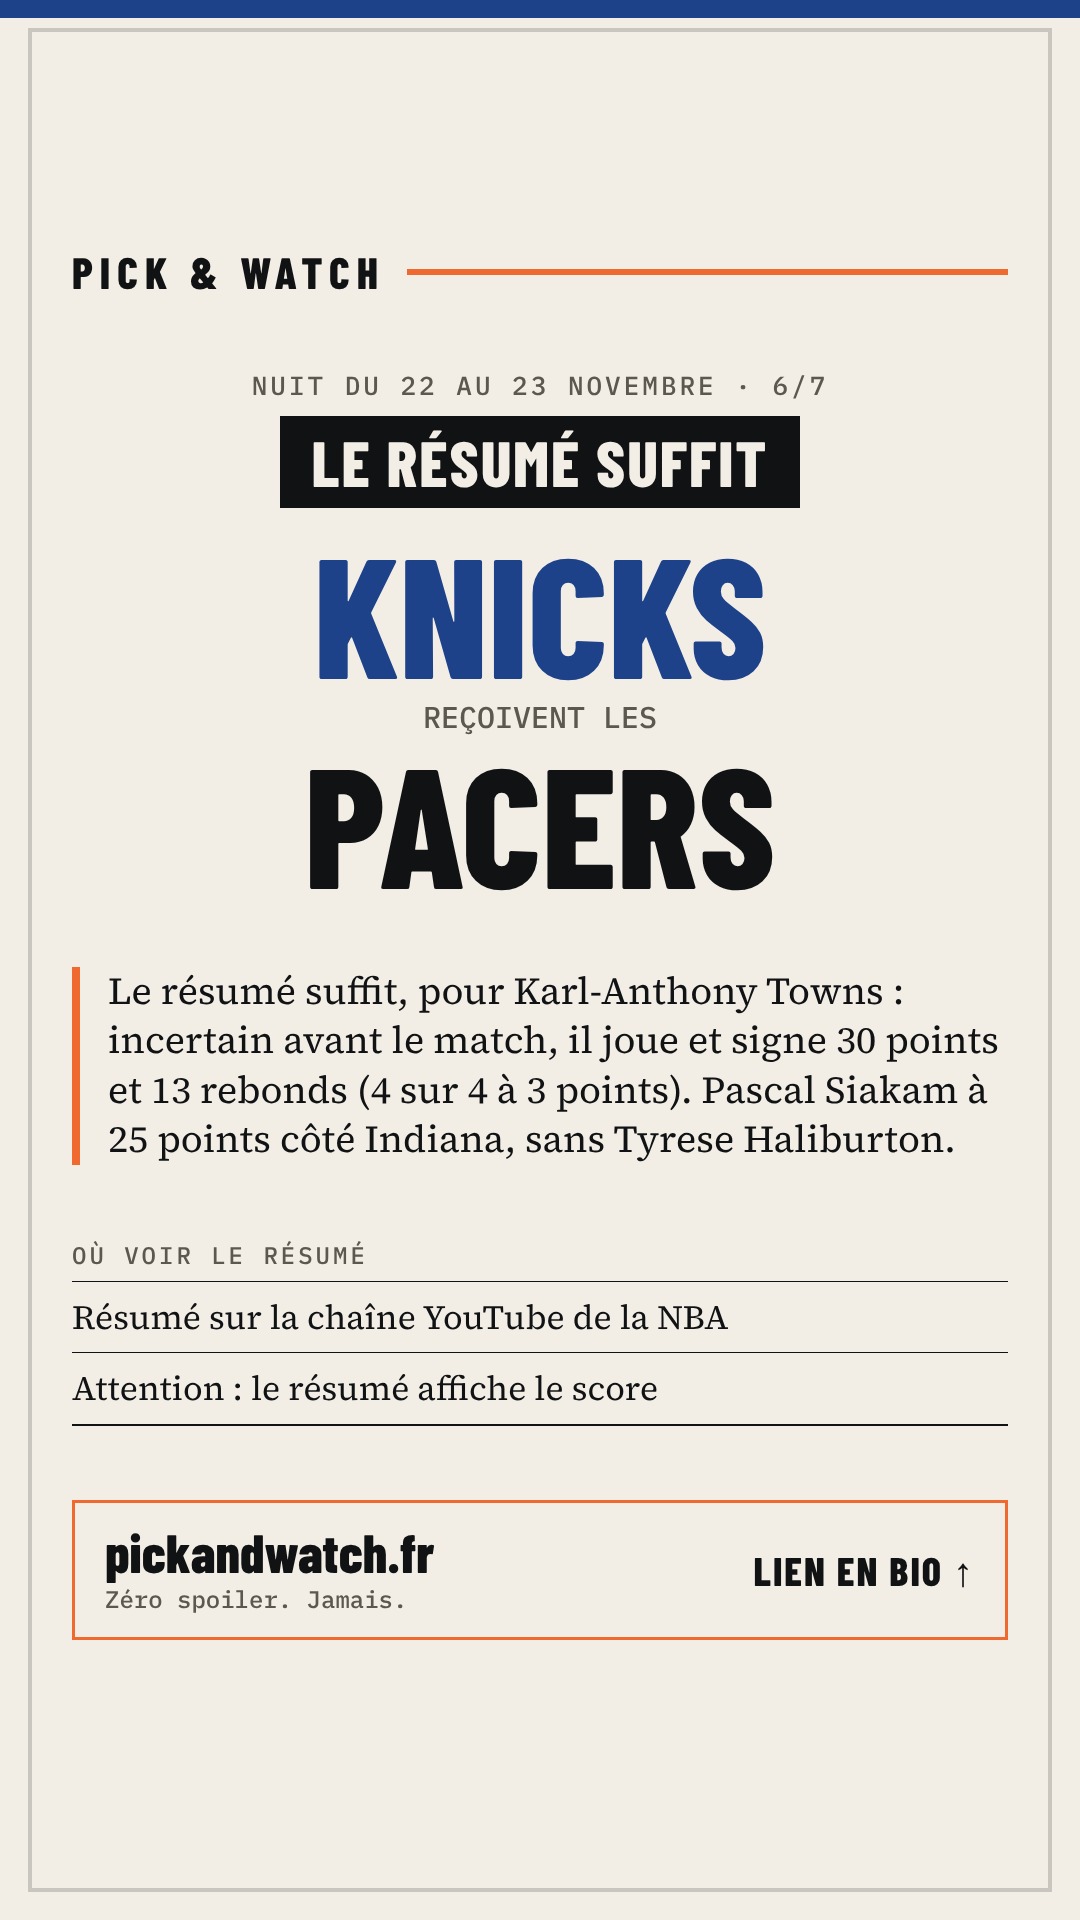 PICK & WATCH
NUIT DU 22 AU 23 NOVEMBRE · 6/7
LE RÉSUMÉ SUFFIT
KNICKS
REÇOIVENT LES
PACERS
Le résumé suffit, pour Karl-Anthony Towns :
incertain avant le match, il joue et signe 30 points
et 13 rebonds (4 sur 4 à 3 points). Pascal Siakam à
25 points côté Indiana, sans Tyrese Haliburton.
OÙ VOIR LE RÉSUMÉ
Résumé sur la chaîne YouTube de la NBA
Attention : le résumé affiche le score
pickandwatch.fr
Zéro spoiler. Jamais.
LIEN EN BIO ↑